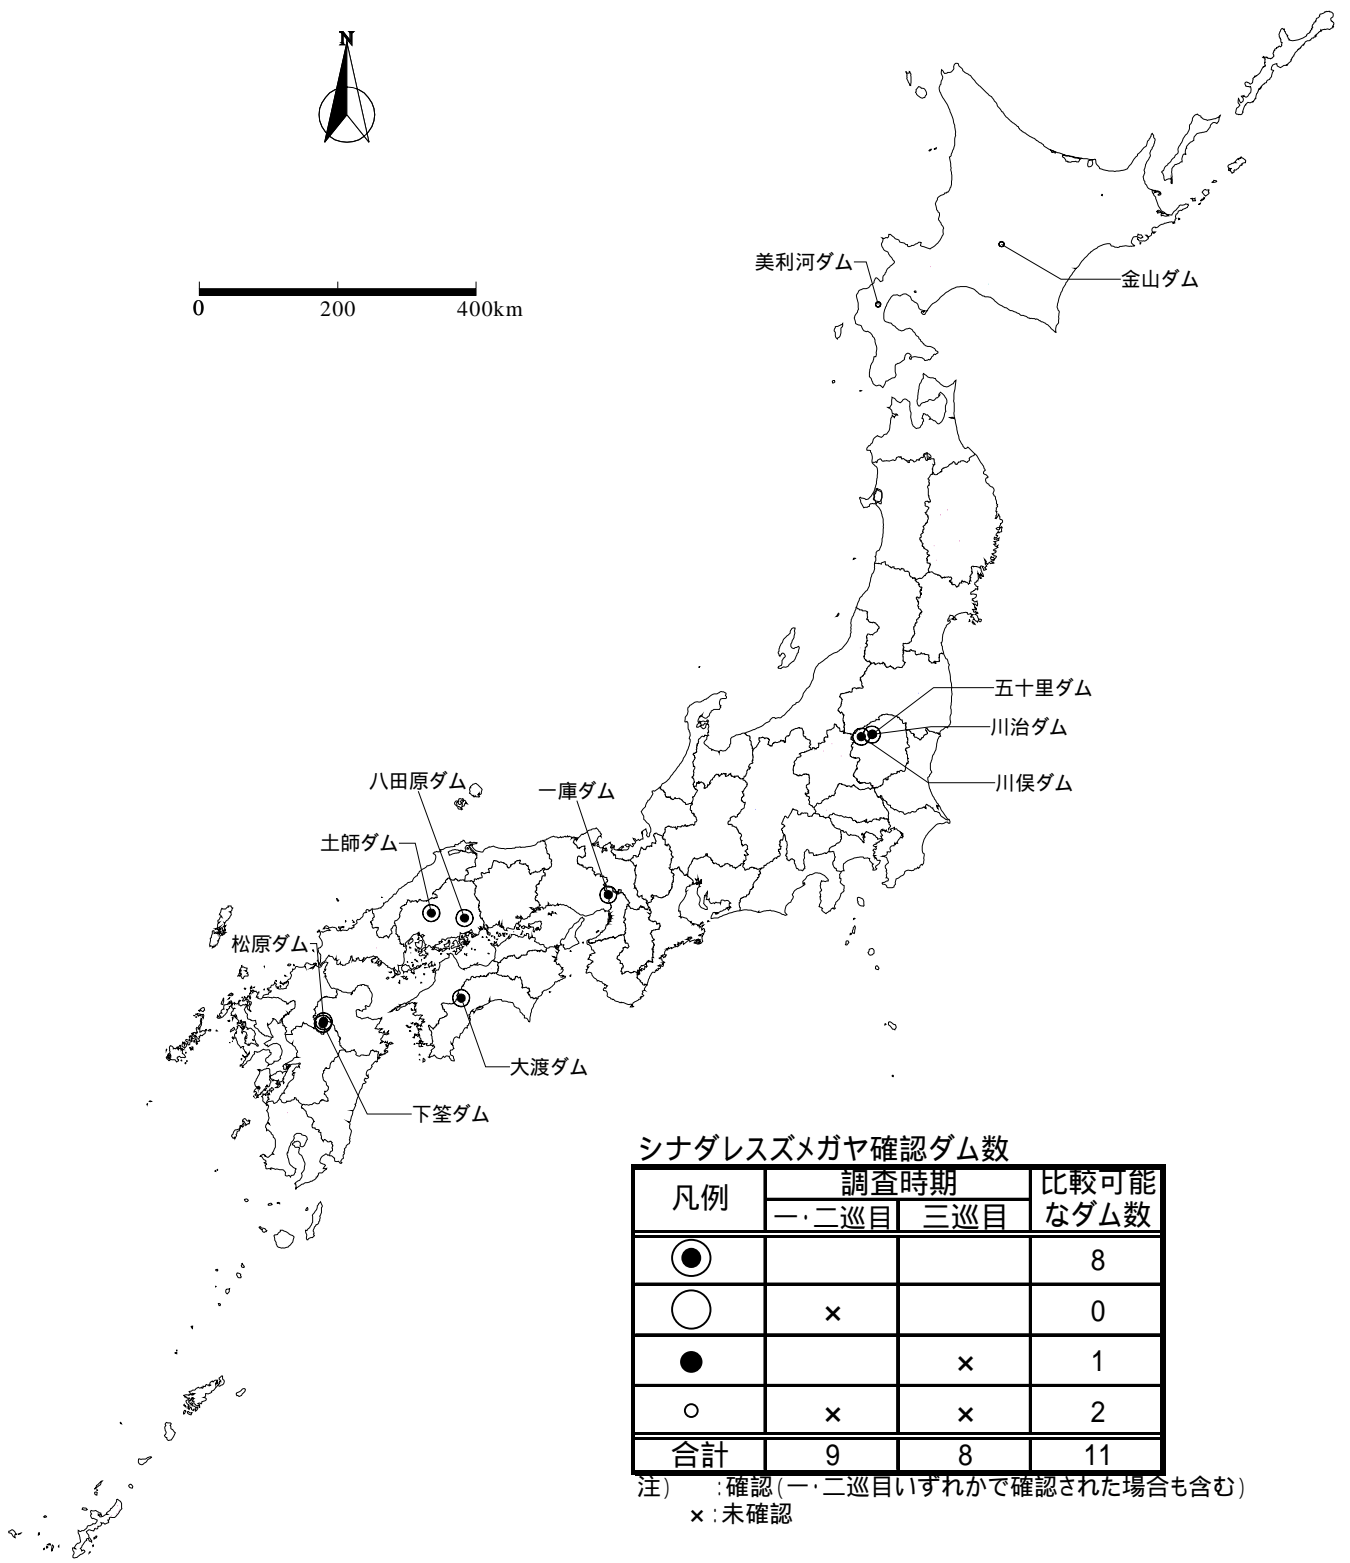 N
0 200 400km
美利河ダム
金山ダム
五十里ダム
川治ダム
川俣ダム
八田原ダム
一庫ダム
土師ダム
松原ダム
大渡ダム
下筌ダム
シナダレスズメガヤ確認ダム数
凡例 調査時期 比較可能
一・二巡目 三巡目 なダム数
8
× 0
× 1
× × 2
合計 9 8 11
注) :確認(一・二巡目いずれかで確認された場合も含む)
×:未確認